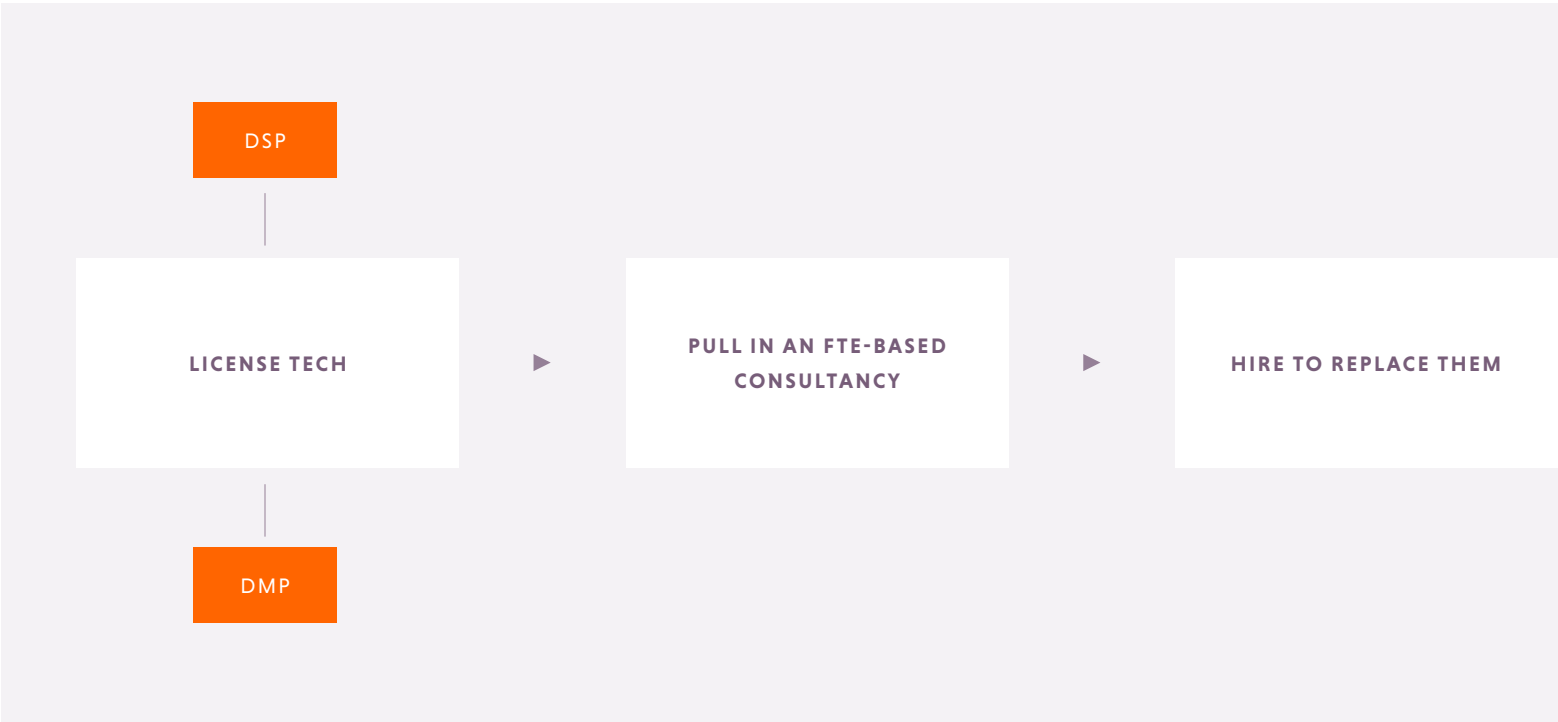 DSP
LICENSE TECH
PULL IN AN FTE-BASED
CONSULTANCY
HIRE TO REPLACE THEM
DMP